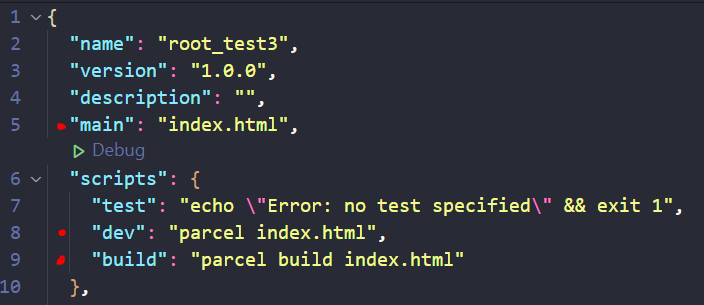 1 {
2 "name": "root_test3",
3 "version": "1.0.0",
4 "description": "",
5 "main": "index.html",
Debug
6 "scripts": {
7 "test": "echo \"Error: no test specified\" && exit 1",
8 "dev": "parcel index.html",
9 "build": "parcel build index.html"
10 },